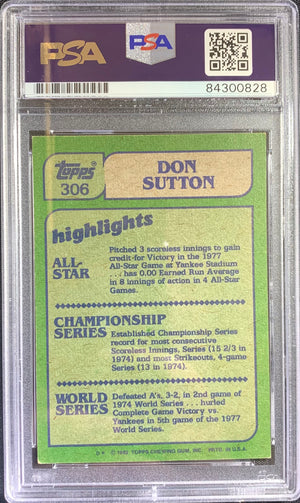 PSA
PSA
84300828
Topps
306
DON
SUTTON
highlights
ALL-
STAR
Pitched 3 scoreless innings to gain
credit for Victory in the 1977
All-Star Game at Yankee Stadium
. . . has 0.00 Earned Run Average
in 8 innings of action in 4 All-Star
Games.
CHAMPIONSHIP
SERIES
Established Championship Series
record for most consecutive
Scoreless Innings, Series (15 2/3 in
1974) and most Strikeouts, 4-game
Series (13 in 1974).
WORLD
SERIES
Defeated A's, 3-2, in 2nd game of
1974 World Series . . . hurled
Complete Game Victory vs.
Yankees in 5th game of the 1977
World Series.
© 1982 TOPPS CHEWING GUM, INC. PRTD. IN U.S.A.